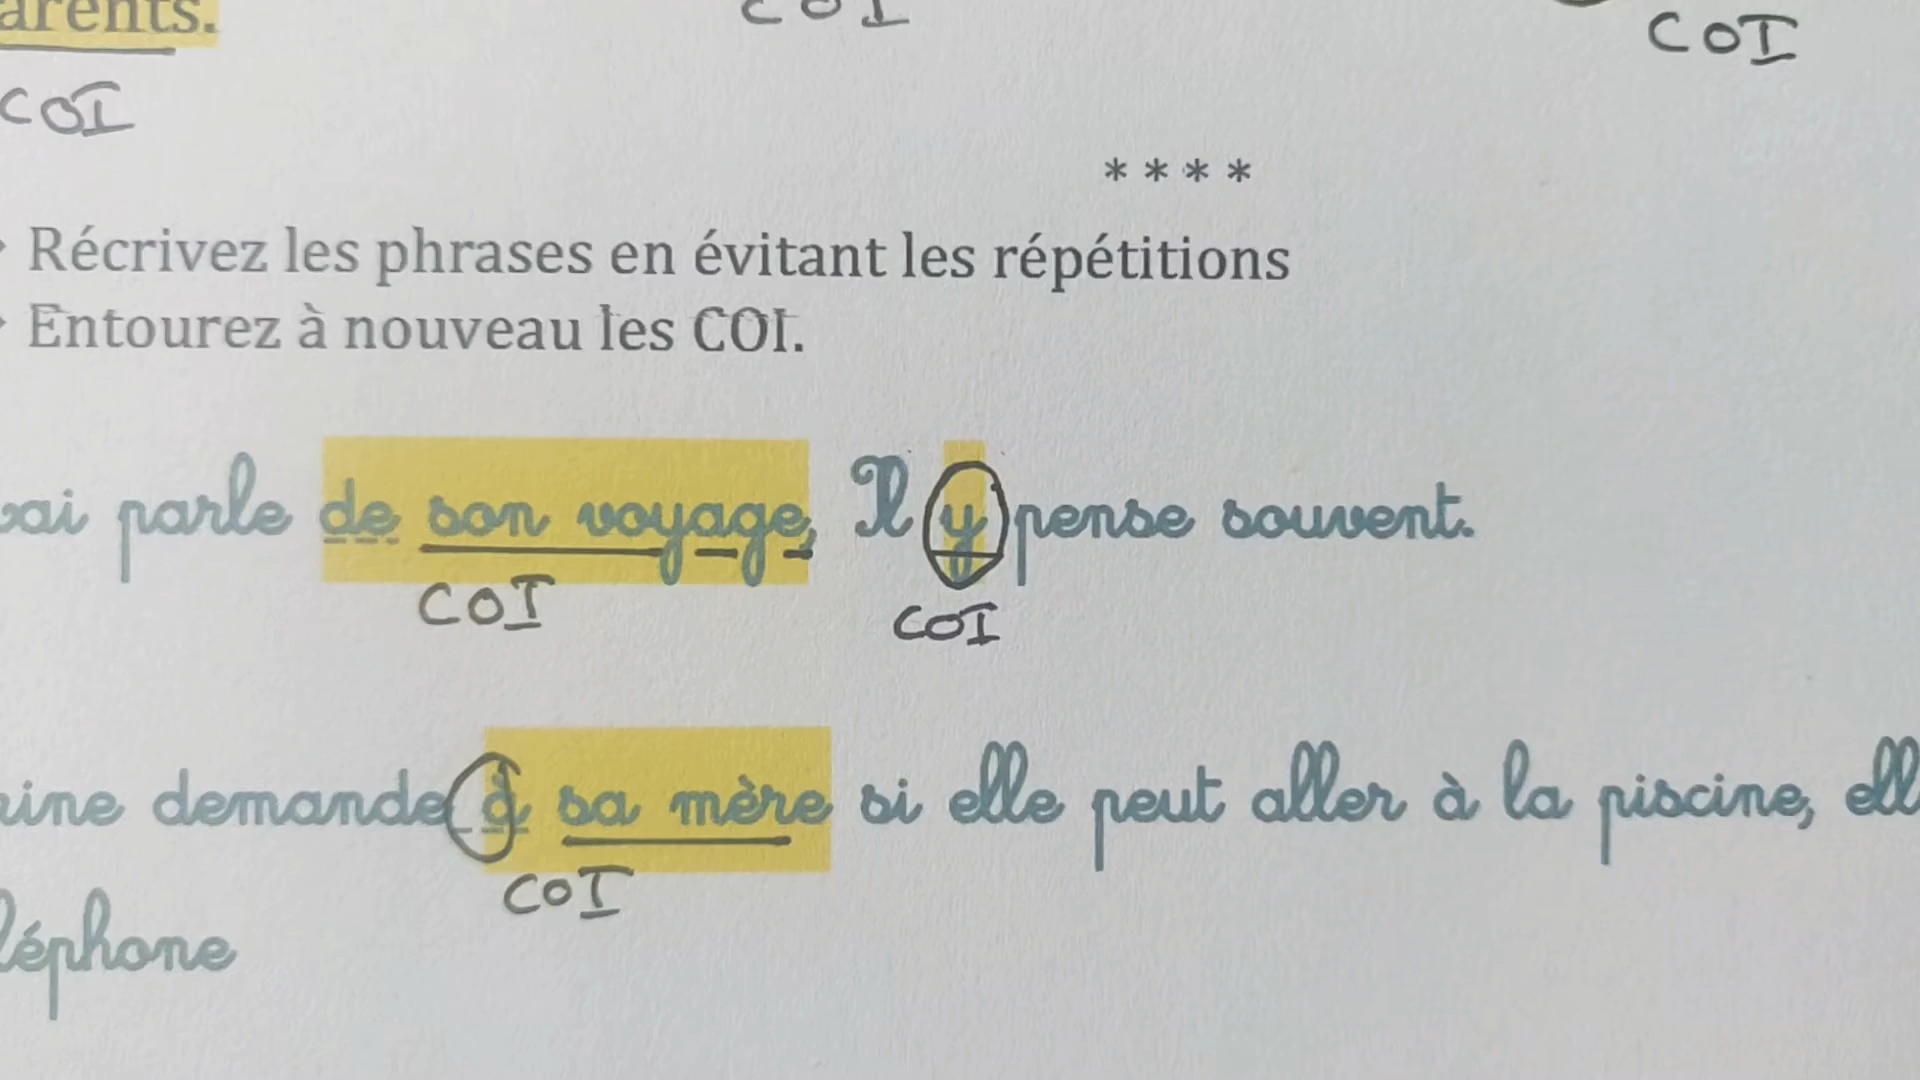 arents.
COI
COI
COI
* * * *
Récrivez les phrases en évitant les répétitions
Entourez à nouveau les COI.
parle de son voyage, Il y pense souvent.
COI COI
demande à sa mère si elle peut aller à la piscine, ell
COI
léphone